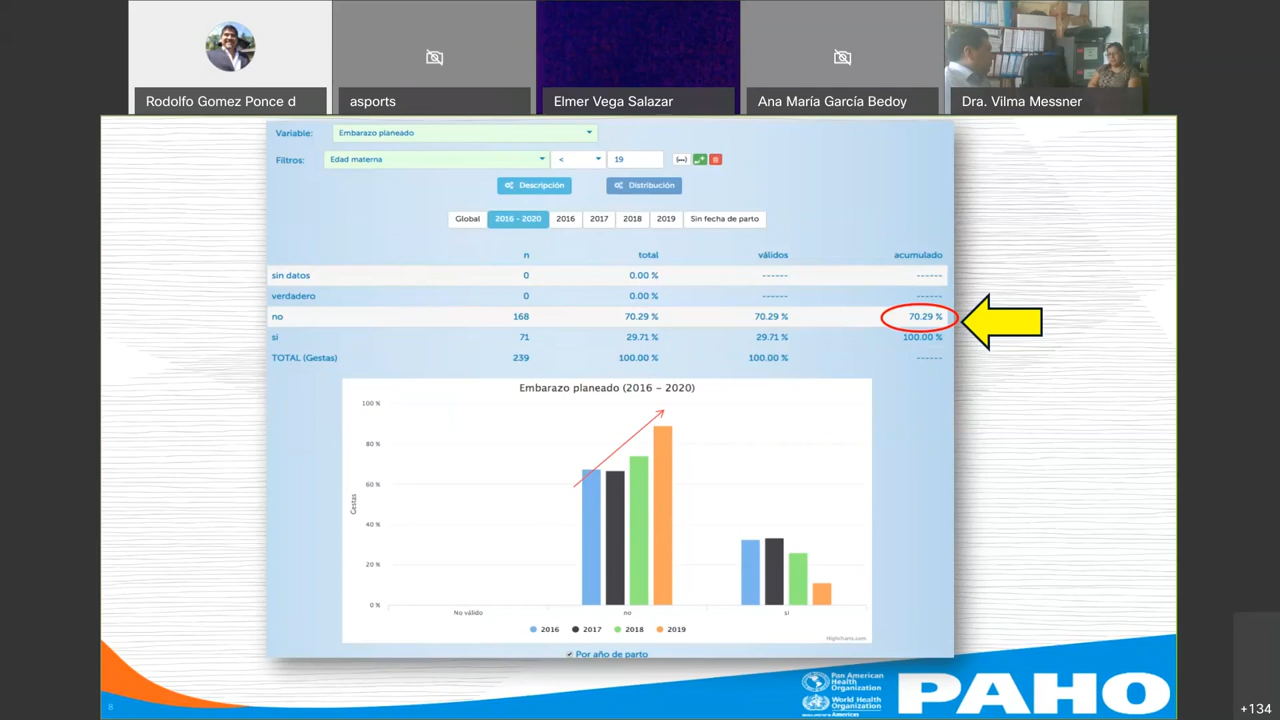 Rodolfo Gomez Ponce d
asports
Elmer Vega Salazar
Ana María García Bedoy
Dra. Vilma Messner
Variable: Embarazo planeado
Filtros: Edad materna < 19
Descripción Distribución
Global 2016 - 2020 2016 2017 2018 2019 Sin fecha de parto
n total válidos acumulado
sin datos 0 0.00 % ------ ------
verdadero 0 0.00 % ------ ------
no 168 70.29 % 70.29 % 70.29 %
si 71 29.71 % 29.71 % 100.00 %
TOTAL (Gestas) 239 100.00 % 100.00 % ------
Embarazo planeado (2016 - 2020)
100 %
80 %
60 %
40 %
20 %
0 %
Gestas
No válido no si
2016 2017 2018 2019
Highcharts.com
Por año de parto
Pan American
Health
Organization
World Health
Organization
Americas
PAHO
8
+134